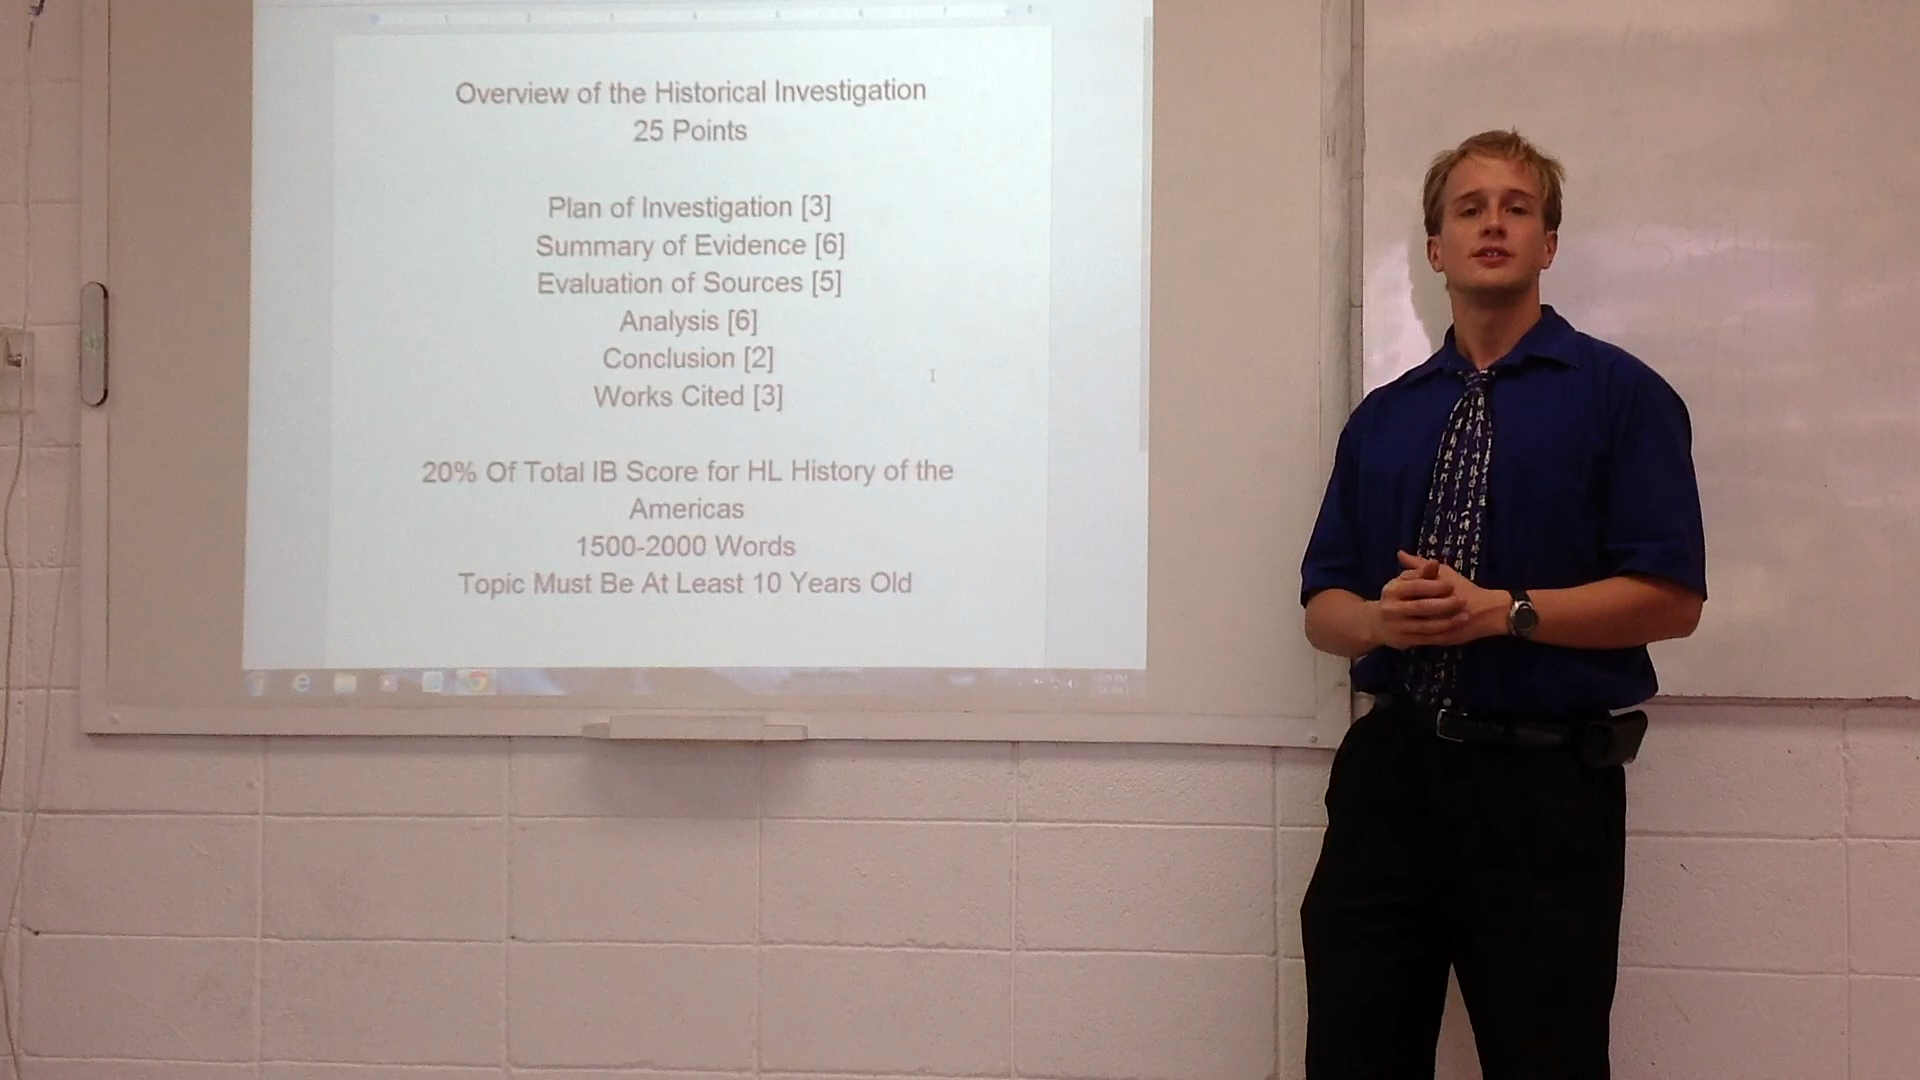 Overview of the Historical Investigation
25 Points
Plan of Investigation [3]
Summary of Evidence [6]
Evaluation of Sources [5]
Analysis [6]
Conclusion [2]
Works Cited [3]
20% Of Total IB Score for HL History of the
Americas
1500-2000 Words
Topic Must Be At Least 10 Years Old